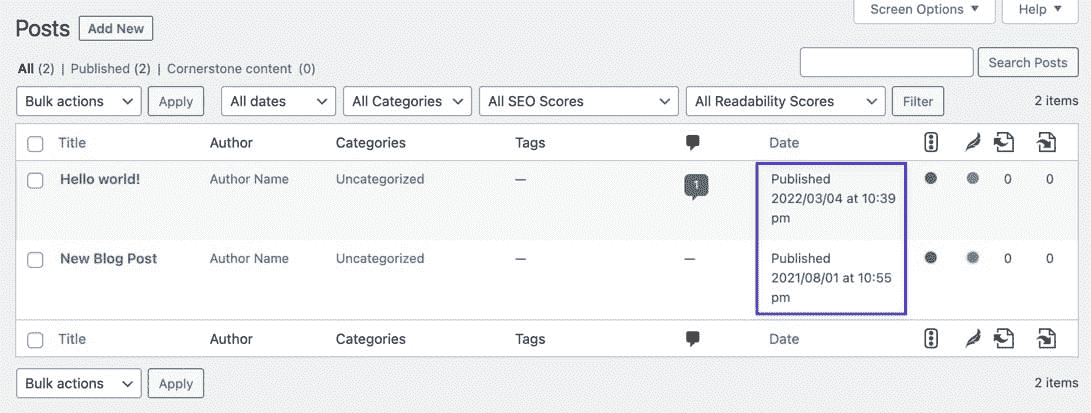 Screen Options ▼ Help ▼
Posts Add New
All (2) | Published (2) | Cornerstone content (0)
Search Posts
Bulk actions Apply All dates All Categories All SEO Scores All Readability Scores Filter 2 items
Title Author Categories Tags Date
Hello world! Author Name Uncategorized — 1 Published 0 0
2022/03/04 at 10:39
pm
New Blog Post Author Name Uncategorized — — Published 0 0
2021/08/01 at 10:55
pm
Title Author Categories Tags Date
Bulk actions Apply 2 items